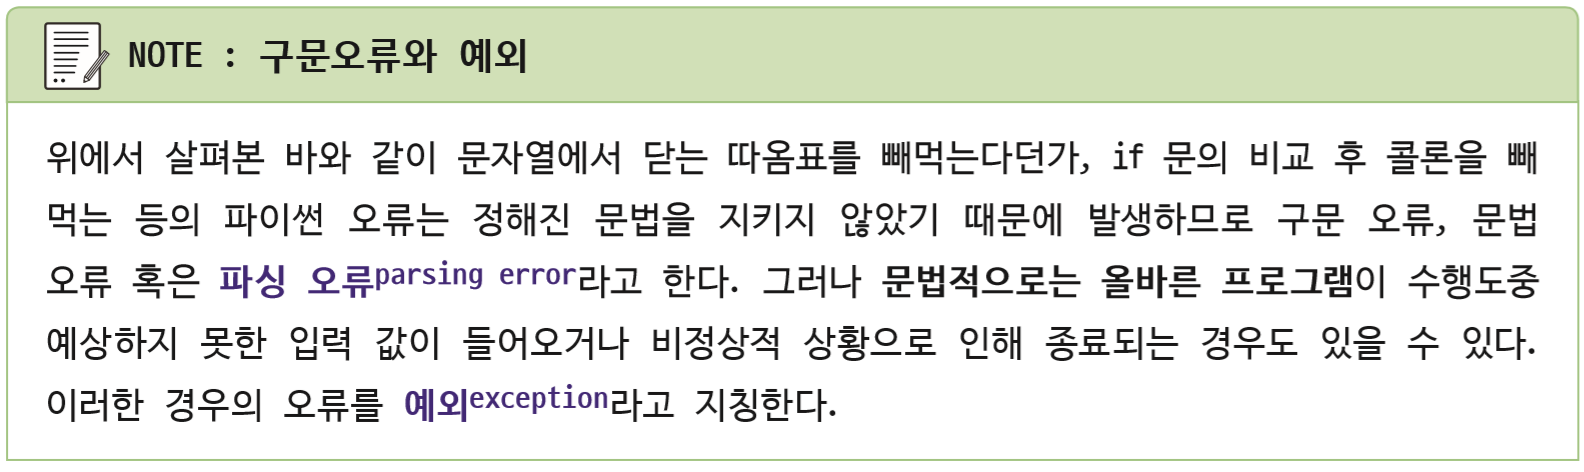 NOTE : 구문오류와 예외
위에서 살펴본 바와 같이 문자열에서 닫는 따옴표를 빼먹는다던가, if 문의 비교 후 콜론을 빼
먹는 등의 파이썬 오류는 정해진 문법을 지키지 않았기 때문에 발생하므로 구문 오류, 문법
오류 혹은 파싱 오류parsing error라고 한다. 그러나 문법적으로는 올바른 프로그램이 수행도중
예상하지 못한 입력 값이 들어오거나 비정상적 상황으로 인해 종료되는 경우도 있을 수 있다.
이러한 경우의 오류를 예외exception라고 지칭한다.